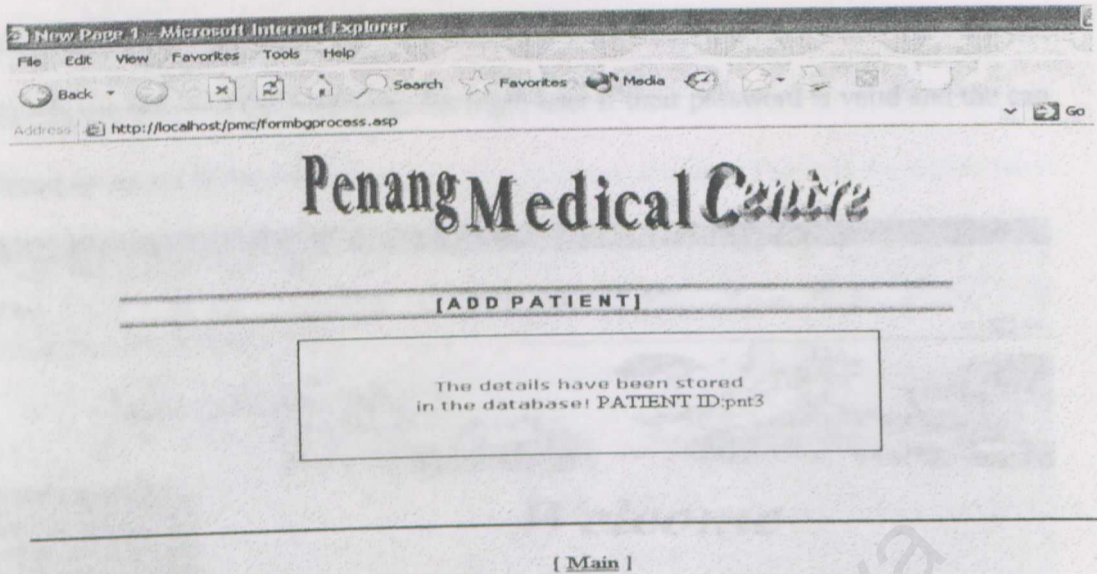 New Page 1 - Microsoft Internet Explorer
File Edit View Favorites Tools Help
Back Search Favorites Media
Address http://localhost/pmc/formbgprocess.asp Go
Penang Medical Centre
[ADD PATIENT]
The details have been stored
in the database! PATIENT ID:pnt3
Welcome
[ Main ]